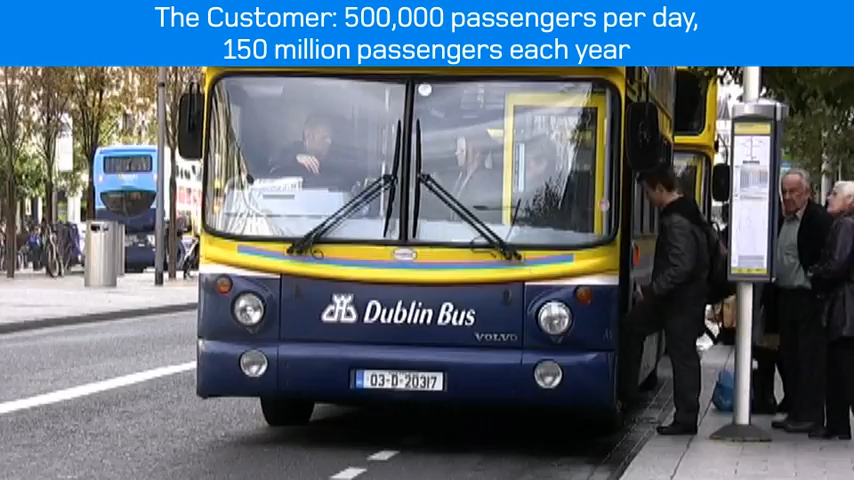 The Customer: 500,000 passengers per day,
150 million passengers each year
Dublin Bus
VOLVO
03-D-20317